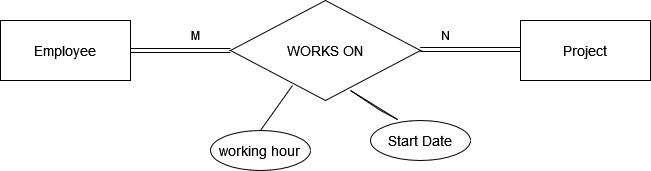 M
N
Employee
WORKS ON
Project
working hour
Start Date